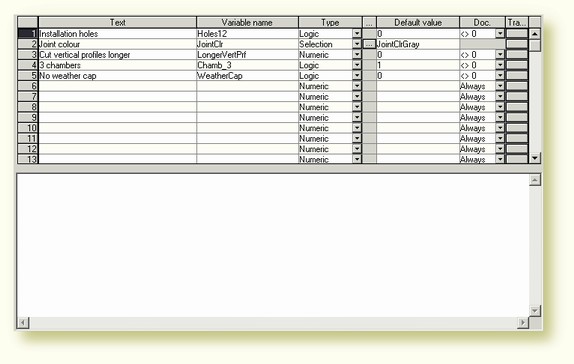 Text Variable name Type ... Default value Doc. Tra...
1 Installation holes Holes12 Logic 0 <> 0
2 Joint colour JointClr Selection ... JointClrGray
3 Cut vertical profiles longer LongerVertPrf Numeric 0 <> 0
4 3 chambers Chamb_3 Logic 1 <> 0
5 No weather cap WeatherCap Logic 0 <> 0
6 Numeric Always
7 Numeric Always
8 Numeric Always
9 Numeric Always
10 Numeric Always
11 Numeric Always
12 Numeric Always
13 Numeric Always